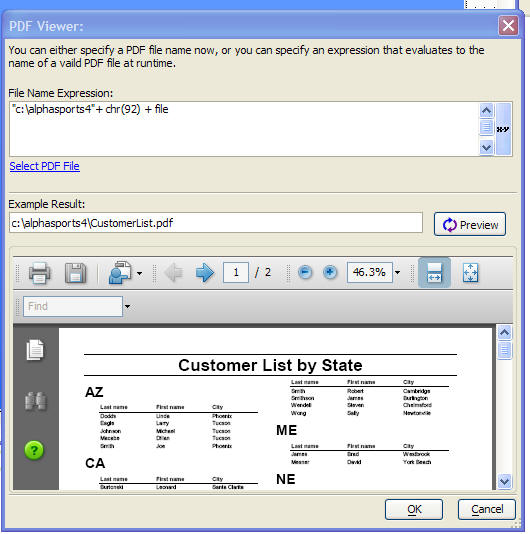 PDF Viewer:
You can either specify a PDF file name now, or you can specify an expression that evaluates to the
name of a vaild PDF file at runtime.
File Name Expression:
"c:\alphasports4"+ chr(92) + file
x-y
Select PDF File
Example Result:
c:\alphasports4\CustomerList.pdf
Preview
1 / 2
46.3%
Find
Customer List by State
AZ
Last name First name City
Dodds Linda Phoenix
Eagle Larry Tucson
Johnson Michael Tucson
Macabe Dillan Tucson
Smith Joe Phoenix
CA
Last name First name City
Burtonski Leonard Santa Clarita
Last name First name City
Smith Robert Cambridge
Smithson James Burlington
Wendell Steven Chelmsford
Wong Sally Newtonville
ME
Last name First name City
James Brad Westbrook
Mesner David York Beach
NE
OK
Cancel